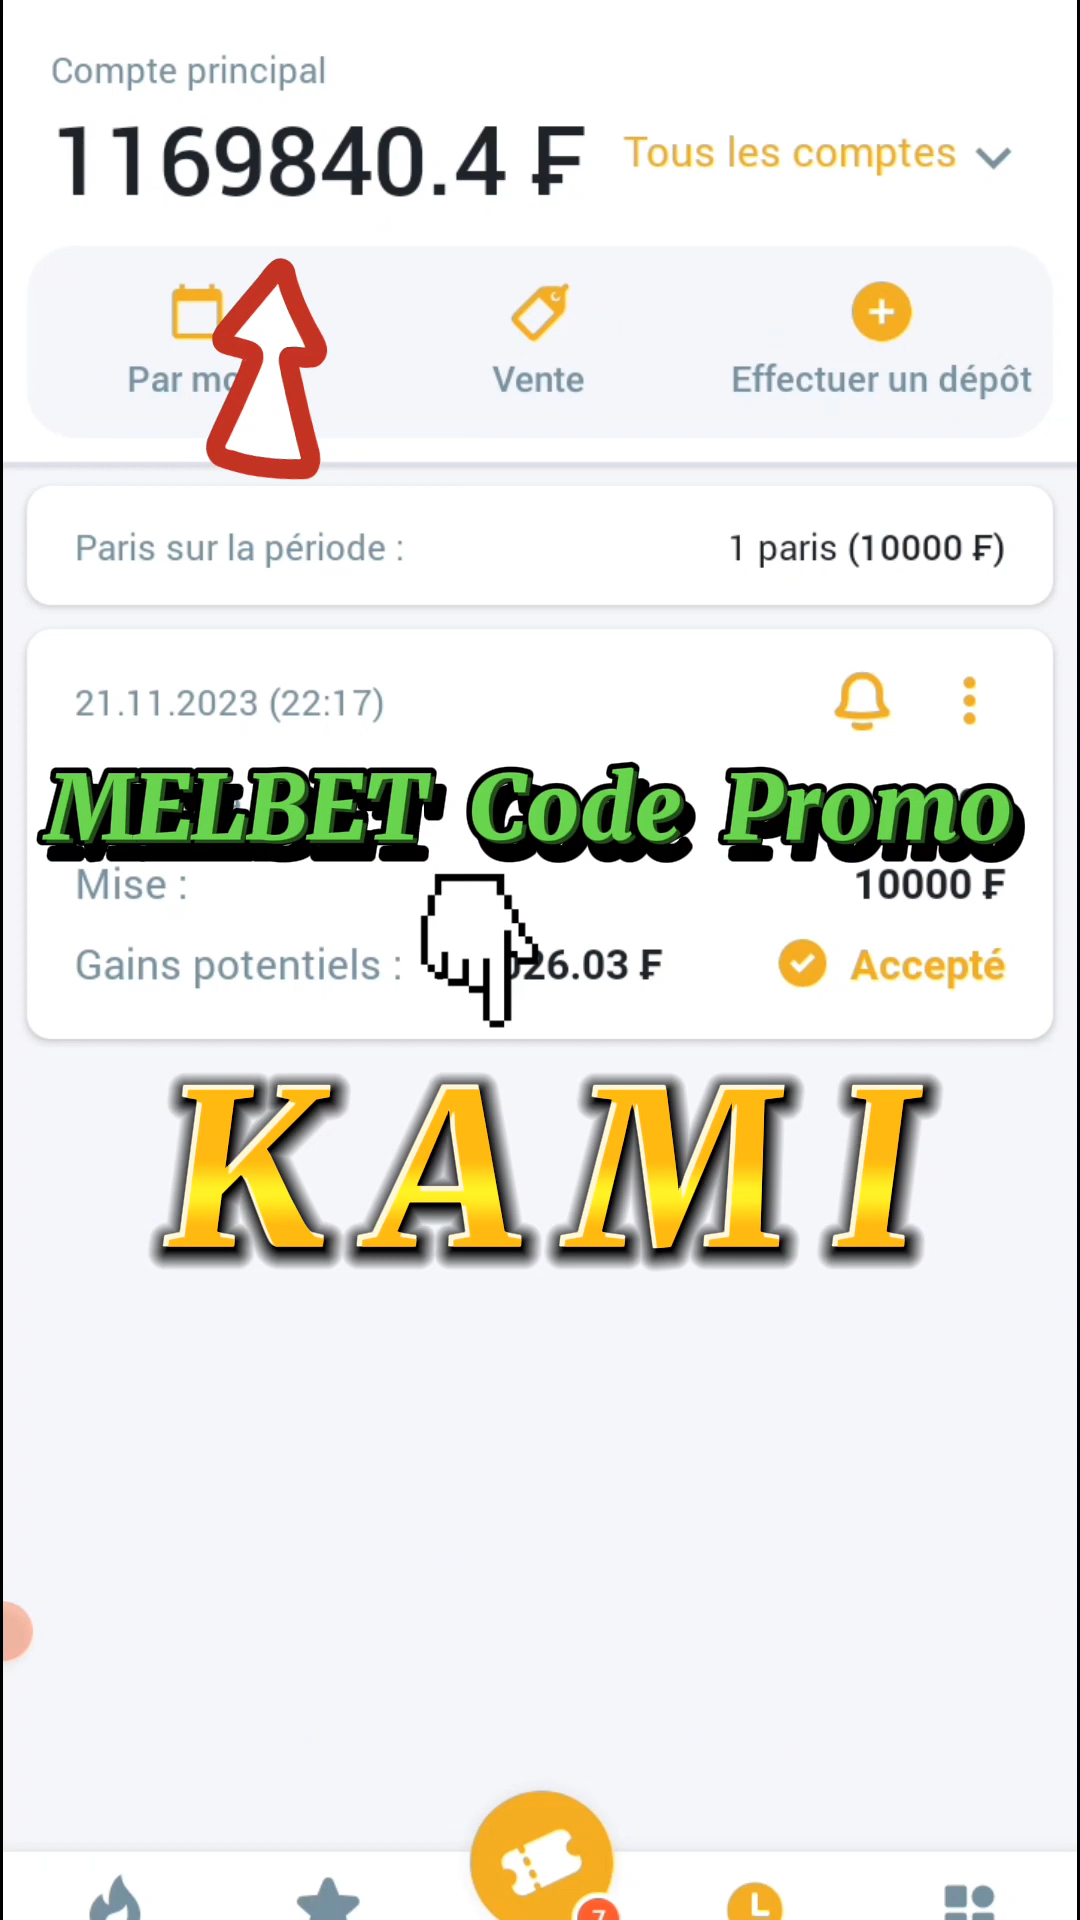 Compte principal
1169840.4 ₣ Tous les comptes
Vente Effectuer un dépôt
Paris sur la période : 1 paris (10000 ₣)
21.11.2023 (22:17)
MELBET Code Promo
Mise : 10000 ₣
Gains potentiels : Accepté
KAMI